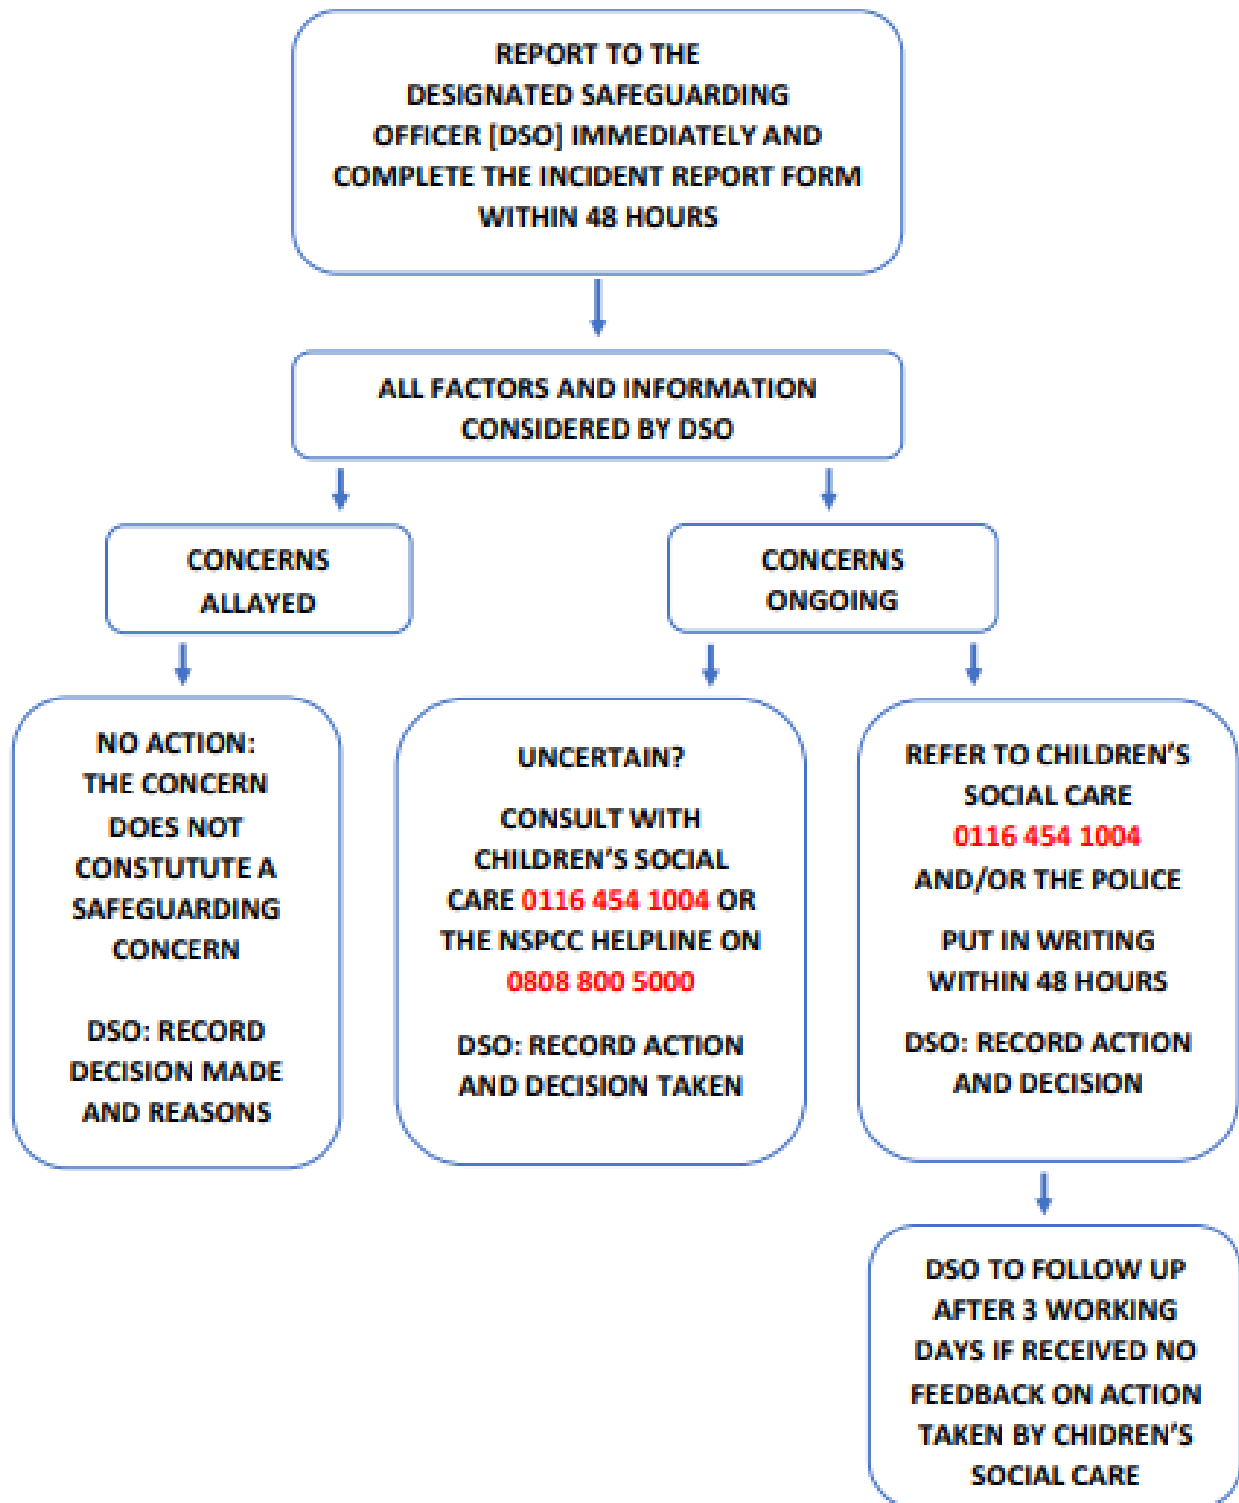 REPORT TO THE
DESIGNATED SAFEGUARDING
OFFICER [DSO] IMMEDIATELY AND
COMPLETE THE INCIDENT REPORT FORM
WITHIN 48 HOURS
ALL FACTORS AND INFORMATION
CONSIDERED BY DSO
CONCERNS
ALLAYED
CONCERNS
ONGOING
NO ACTION:
THE CONCERN
DOES NOT
CONSTUTUTE A
SAFEGUARDING
CONCERN
DSO: RECORD
DECISION MADE
AND REASONS
UNCERTAIN?
CONSULT WITH
CHILDREN'S SOCIAL
CARE 0116 454 1004 OR
THE NSPCC HELPLINE ON
0808 800 5000
DSO: RECORD ACTION
AND DECISION TAKEN
REFER TO CHILDREN'S
SOCIAL CARE
0116 454 1004
AND/OR THE POLICE
PUT IN WRITING
WITHIN 48 HOURS
DSO: RECORD ACTION
AND DECISION
DSO TO FOLLOW UP
AFTER 3 WORKING
DAYS IF RECEIVED NO
FEEDBACK ON ACTION
TAKEN BY CHIDREN'S
SOCIAL CARE